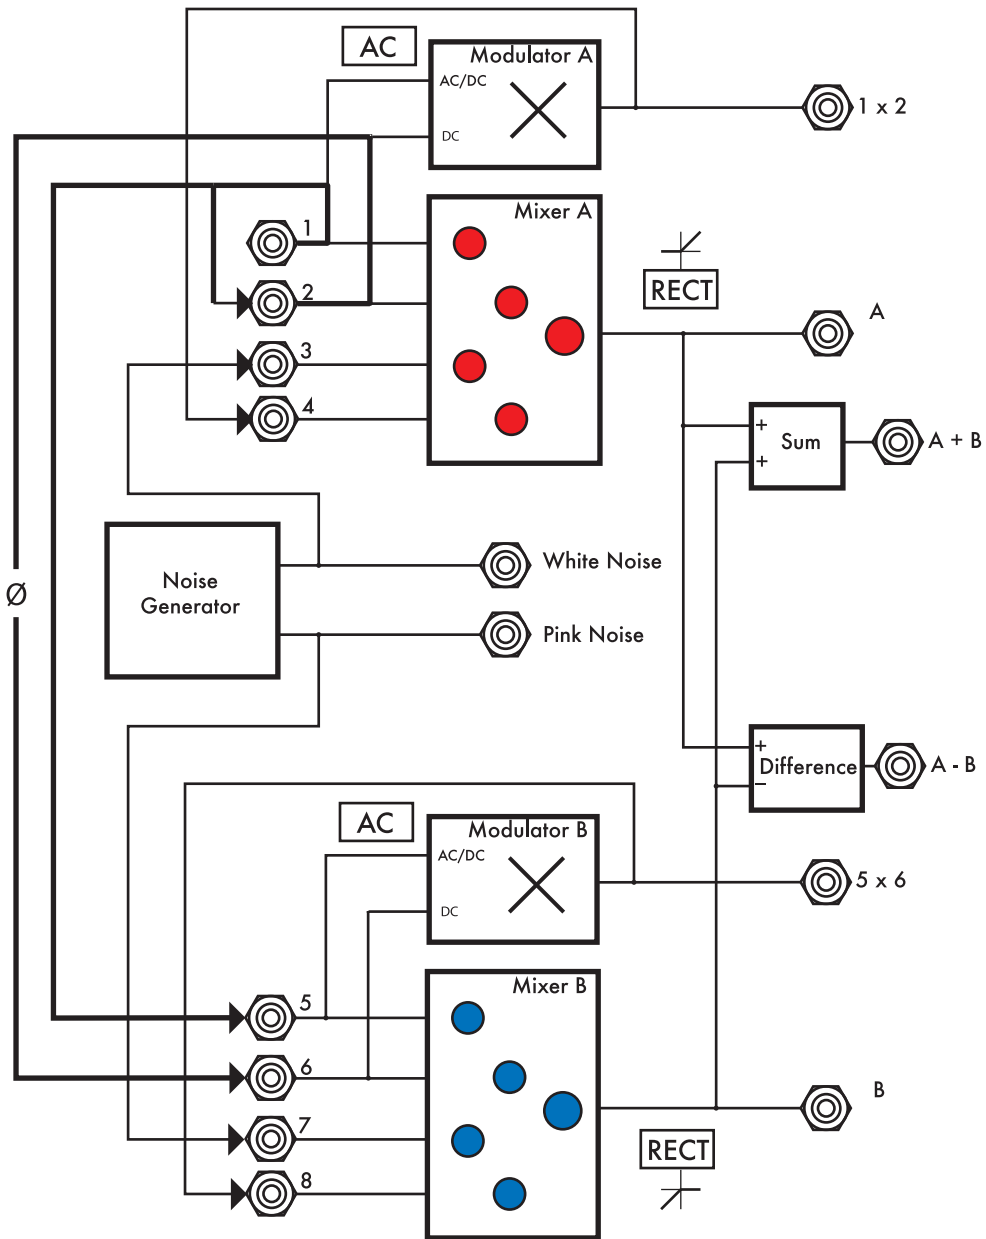 AC
Modulator A
AC/DC
DC
1 x 2
Mixer A
1
2
3
4
RECT
A
+
+
Sum
A + B
Noise
Generator
White Noise
Pink Noise
Ø
+
Difference
−
A - B
AC
Modulator B
AC/DC
DC
5 x 6
Mixer B
5
6
7
8
B
RECT